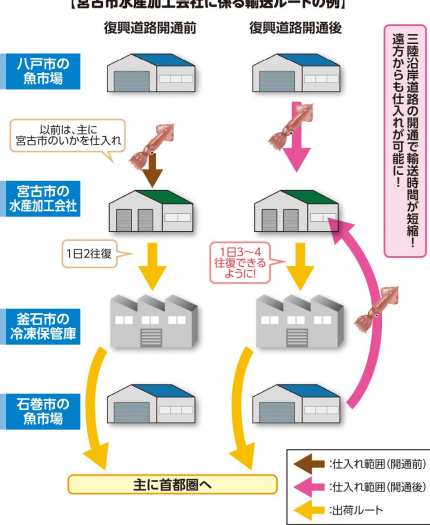 【宮古市水産加工会社に係る輸送ルートの例】
復興道路開通前
復興道路開通後
八戸市の
魚市場
三陸沿岸道路の開通で輸送時間が短縮！
遠方からも仕入れが可能に！
以前は、主に
宮古市のいかを仕入れ
宮古市の
水産加工会社
1日2往復
1日3〜4
往復できる
ように!
釜石市の
冷凍保管庫
石巻市の
魚市場
主に首都圏へ
:仕入れ範囲(開通前)
:仕入れ範囲(開通後)
:出荷ルート